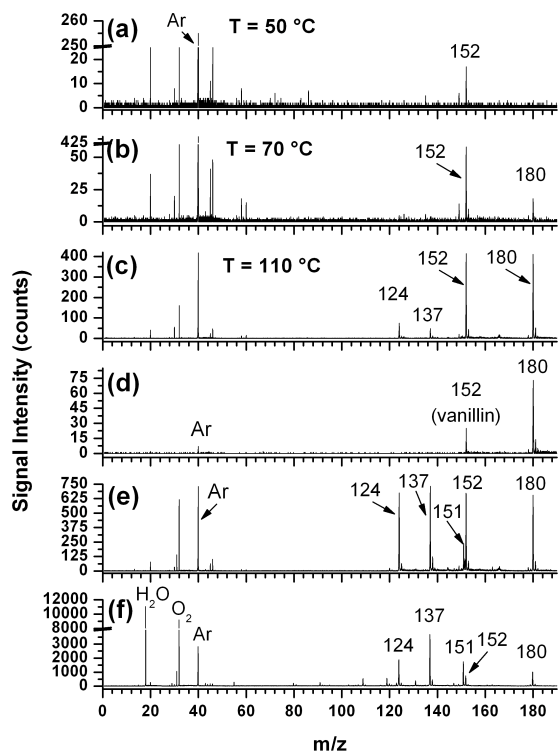 (a)
260
250
20
10
0
Ar
T = 50 °C
152
(b)
425
50
25
0
T = 70 °C
152
180
(c)
400
300
200
100
0
T = 110 °C
124
137
152
180
(d)
75
60
45
30
15
0
Ar
152
(vanillin)
180
(e)
750
625
500
375
250
125
0
Ar
124
137
151
152
180
(f)
12000
10000
8000
3000
2000
1000
0
H2O
O2
Ar
124
137
151
152
180
0 20 40 60 80 100 120 140 160 180
m/z
Signal Intensity (counts)